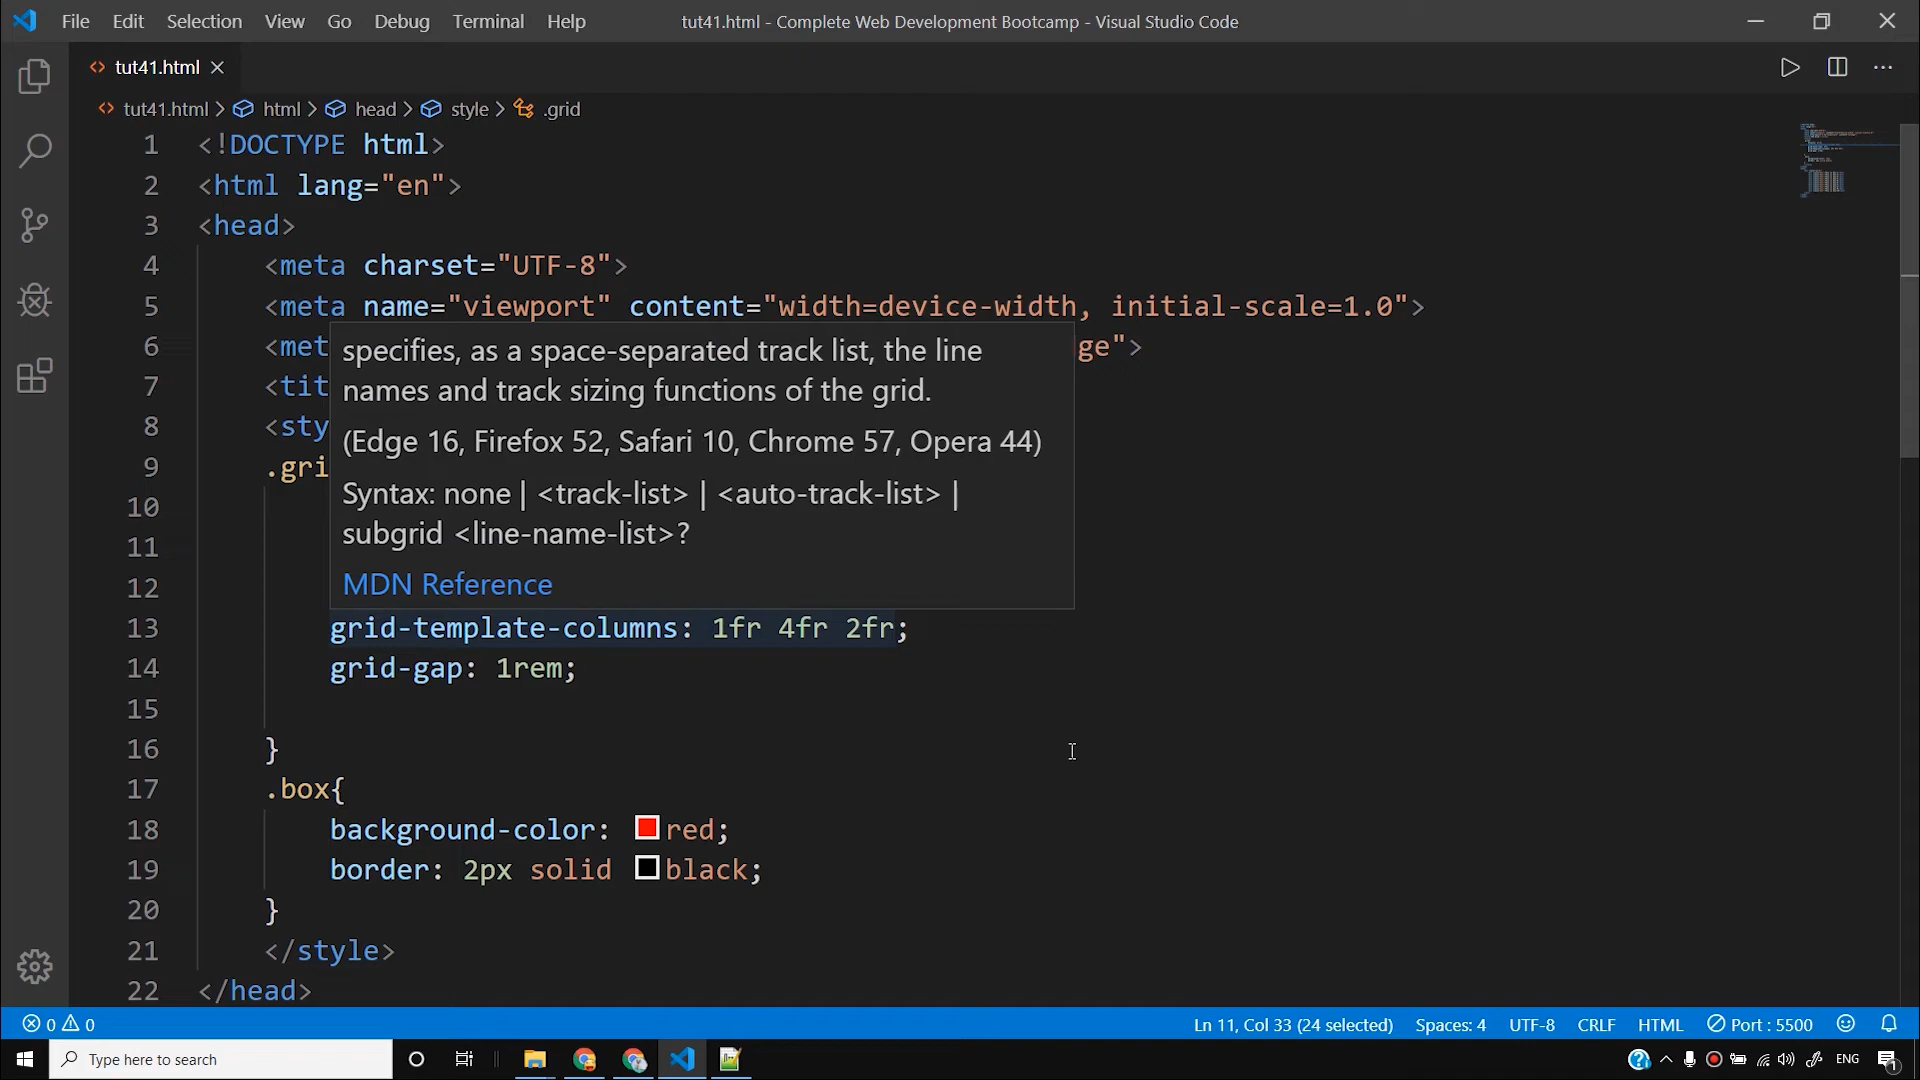 File Edit Selection View Go Debug Terminal Help tut41.html - Complete Web Development Bootcamp - Visual Studio Code
tut41.html
tut41.html > html > head > style > .grid
1 <!DOCTYPE html>
2 <html lang="en">
3 <head>
4 <meta charset="UTF-8">
5 <meta name="viewport" content="width=device-width, initial-scale=1.0">
6 <met ge">
7 <tit
8 <sty
9 .gri
10
11
12
specifies, as a space-separated track list, the line
names and track sizing functions of the grid.
(Edge 16, Firefox 52, Safari 10, Chrome 57, Opera 44)
Syntax: none | <track-list> | <auto-track-list> |
subgrid <line-name-list>?
MDN Reference
13 grid-template-columns: 1fr 4fr 2fr;
14 grid-gap: 1rem;
15
16 }
17 .box{
18 background-color: red;
19 border: 2px solid black;
20 }
21 </style>
22 </head>
0 0 Ln 11, Col 33 (24 selected) Spaces: 4 UTF-8 CRLF HTML Port : 5500
Type here to search ENG 1